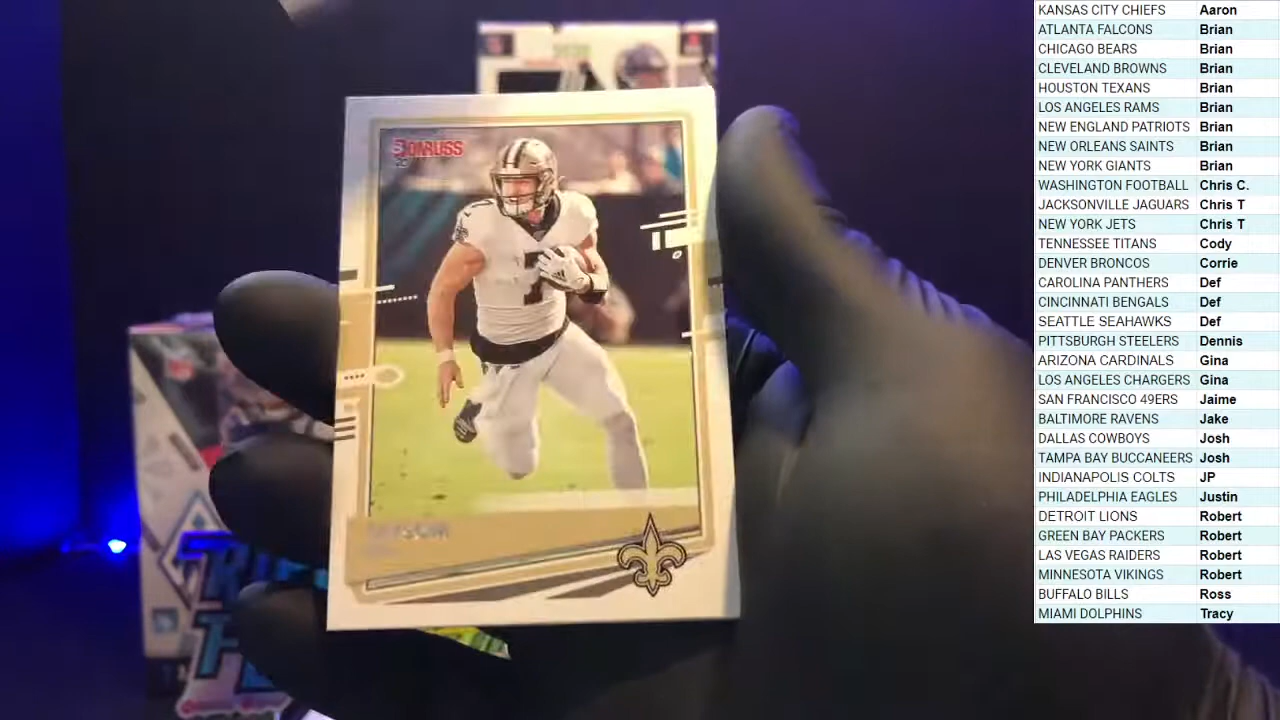 DONRUSS
7
KANSAS CITY CHIEFS Aaron
ATLANTA FALCONS Brian
CHICAGO BEARS Brian
CLEVELAND BROWNS Brian
HOUSTON TEXANS Brian
LOS ANGELES RAMS Brian
NEW ENGLAND PATRIOTS Brian
NEW ORLEANS SAINTS Brian
NEW YORK GIANTS Brian
WASHINGTON FOOTBALL Chris C.
JACKSONVILLE JAGUARS Chris T
NEW YORK JETS Chris T
TENNESSEE TITANS Cody
DENVER BRONCOS Corrie
CAROLINA PANTHERS Def
CINCINNATI BENGALS Def
SEATTLE SEAHAWKS Def
PITTSBURGH STEELERS Dennis
ARIZONA CARDINALS Gina
LOS ANGELES CHARGERS Gina
SAN FRANCISCO 49ERS Jaime
BALTIMORE RAVENS Jake
DALLAS COWBOYS Josh
TAMPA BAY BUCCANEERS Josh
INDIANAPOLIS COLTS JP
PHILADELPHIA EAGLES Justin
DETROIT LIONS Robert
GREEN BAY PACKERS Robert
LAS VEGAS RAIDERS Robert
MINNESOTA VIKINGS Robert
BUFFALO BILLS Ross
MIAMI DOLPHINS Tracy